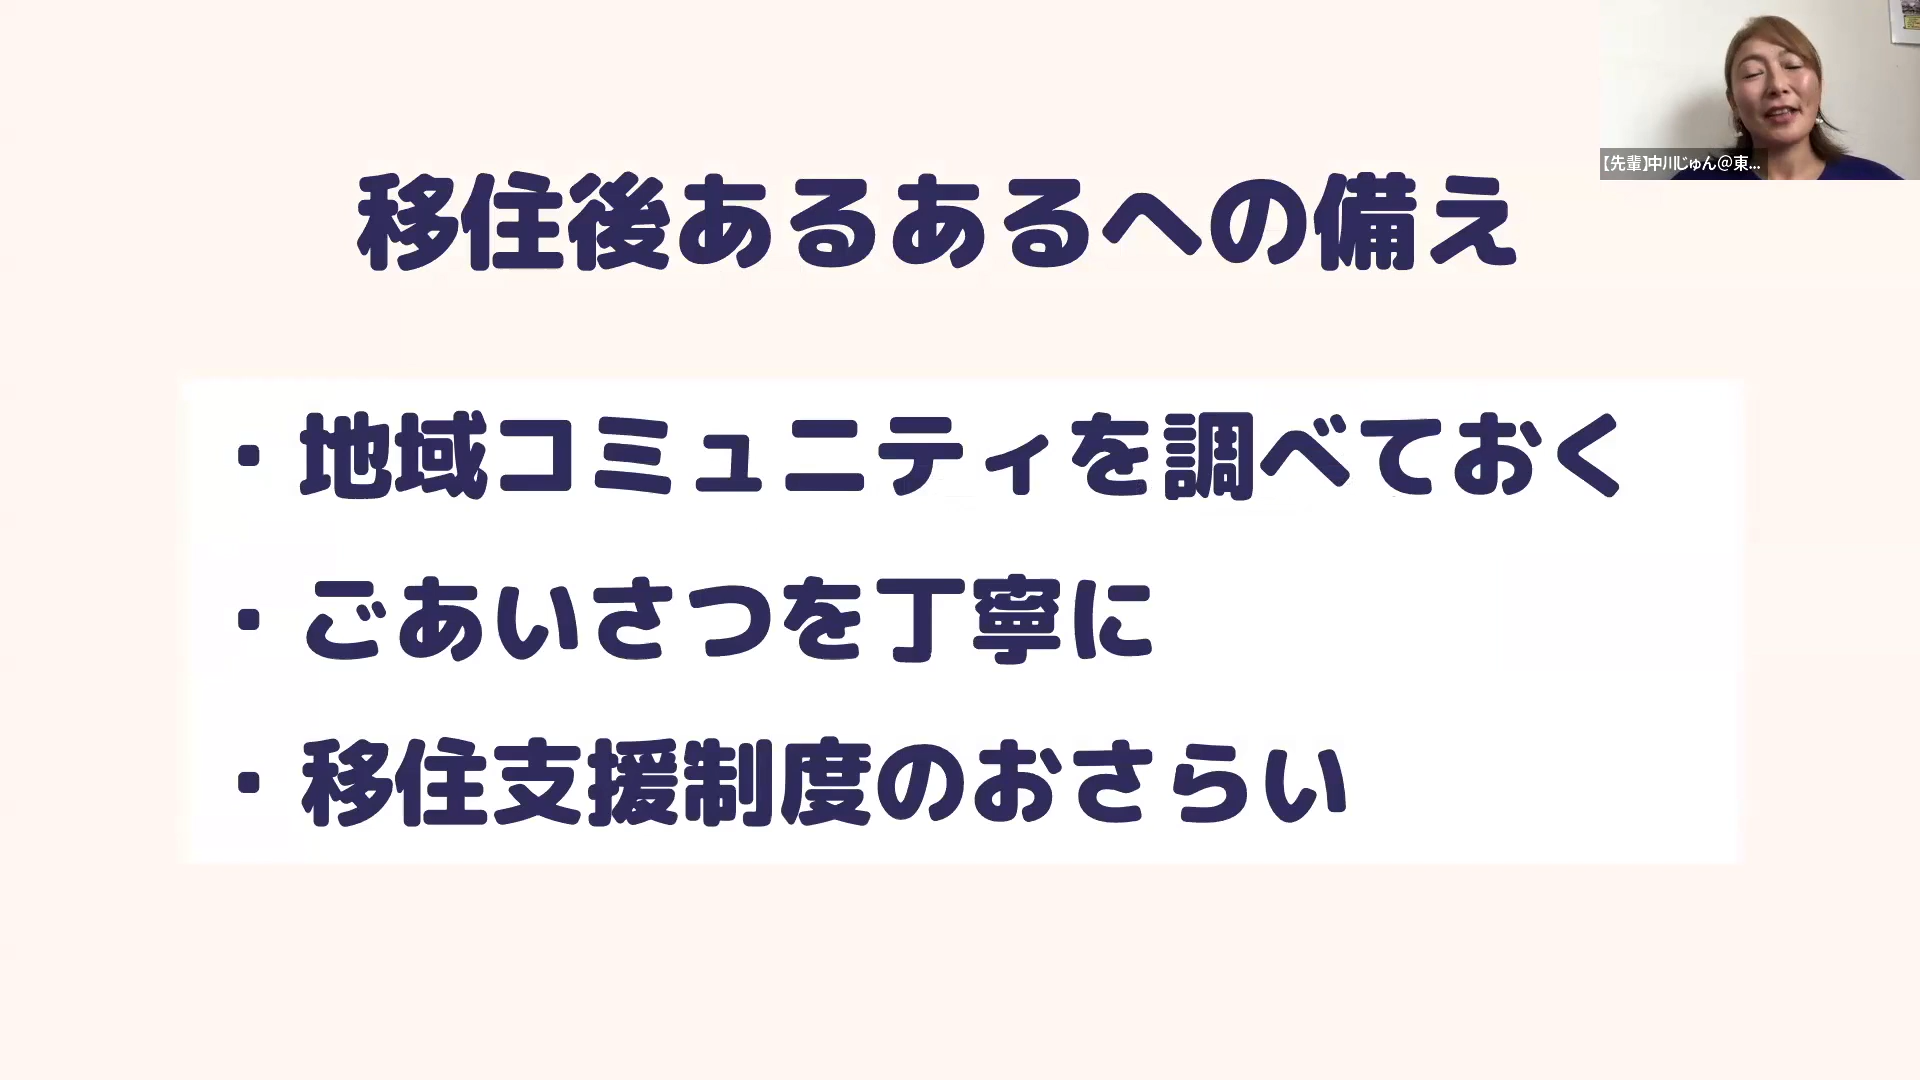 移住後あるあるへの備え
【先輩】中川じゅん@東...
・地域コミュニティを調べておく
・ごあいさつを丁寧に
・移住支援制度のおさらい